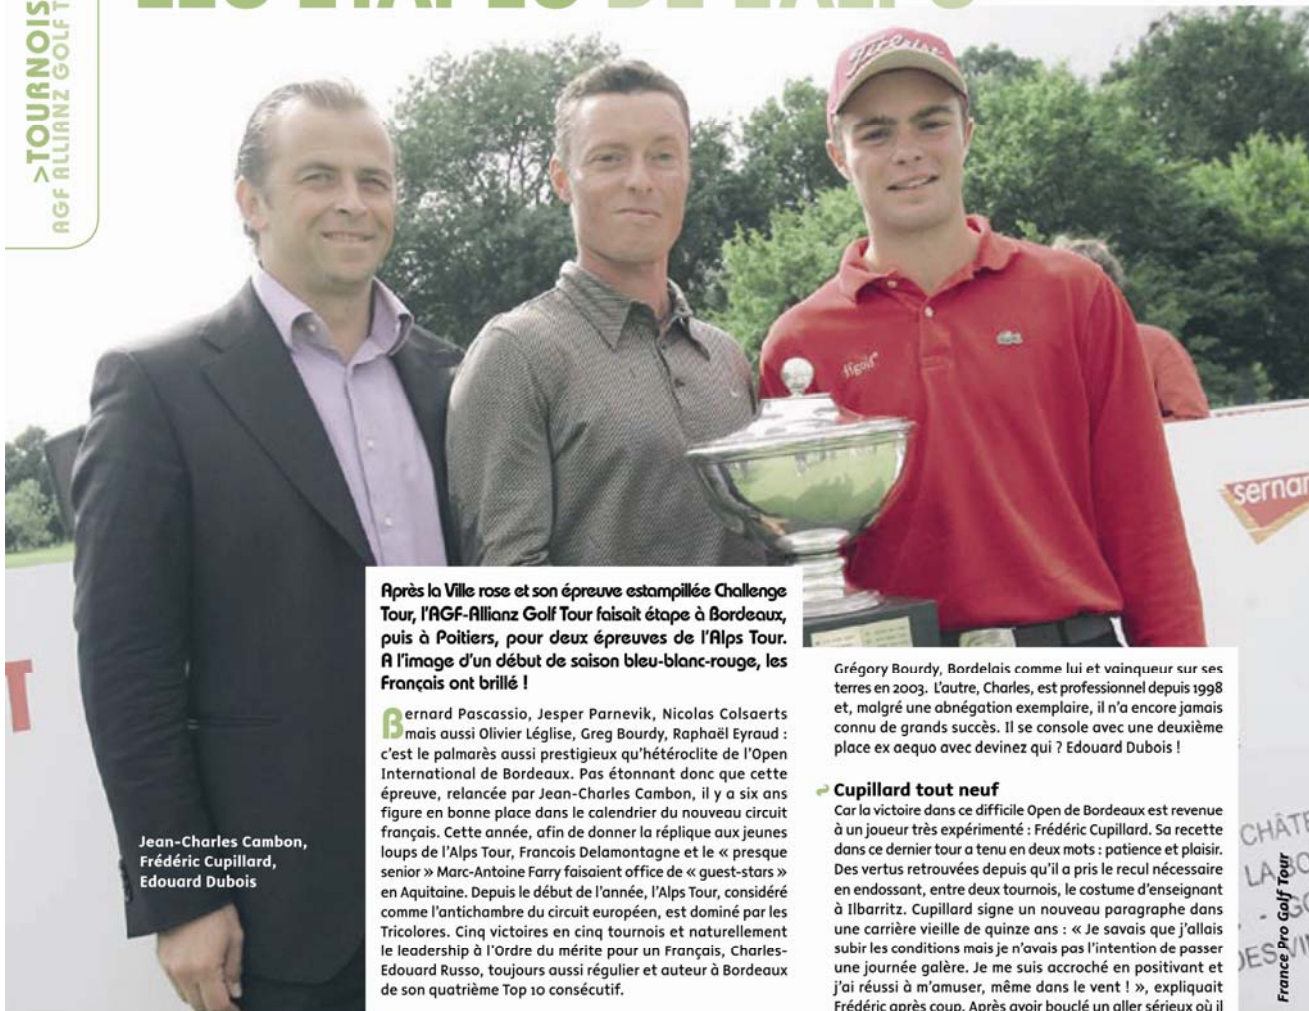 LES ÉTAPES DE L'ALPS
>TOURNOIS
AGF ALLIANZ GOLF T
Titleist
ffgolf
sernar
T
Après la Ville rose et son épreuve estampillée Challenge
Tour, l'AGF-Allianz Golf Tour faisait étape à Bordeaux,
puis à Poitiers, pour deux épreuves de l'Alps Tour.
A l'image d'un début de saison bleu-blanc-rouge, les
Français ont brillé !
Bernard Pascassio, Jesper Parnevik, Nicolas Colsaerts
mais aussi Olivier Léglise, Greg Bourdy, Raphaël Eyraud :
c'est le palmarès aussi prestigieux qu'hétéroclite de l'Open
International de Bordeaux. Pas étonnant donc que cette
épreuve, relancée par Jean-Charles Cambon, il y a six ans
figure en bonne place dans le calendrier du nouveau circuit
français. Cette année, afin de donner la réplique aux jeunes
loups de l'Alps Tour, Francois Delamontagne et le « presque
senior » Marc-Antoine Farry faisaient office de « guest-stars »
en Aquitaine. Depuis le début de l'année, l'Alps Tour, considéré
comme l'antichambre du circuit européen, est dominé par les
Tricolores. Cinq victoires en cinq tournois et naturellement
le leadership à l'Ordre du mérite pour un Français, Charles-
Edouard Russo, toujours aussi régulier et auteur à Bordeaux
de son quatrième Top 10 consécutif.
Jean-Charles Cambon,
Frédéric Cupillard,
Edouard Dubois
Grégory Bourdy, Bordelais comme lui et vainqueur sur ses
terres en 2003. L'autre, Charles, est professionnel depuis 1998
et, malgré une abnégation exemplaire, il n'a encore jamais
connu de grands succès. Il se console avec une deuxième
place ex aequo avec devinez qui ? Edouard Dubois !
Cupillard tout neuf
Car la victoire dans ce difficile Open de Bordeaux est revenue
à un joueur très expérimenté : Frédéric Cupillard. Sa recette
dans ce dernier tour a tenu en deux mots : patience et plaisir.
Des vertus retrouvées depuis qu'il a pris le recul nécessaire
en endossant, entre deux tournois, le costume d'enseignant
à Ilbarritz. Cupillard signe un nouveau paragraphe dans
une carrière vieille de quinze ans : « Je savais que j'allais
subir les conditions mais je n'avais pas l'intention de passer
une journée galère. Je me suis accroché en positivant et
j'ai réussi à m'amuser, même dans le vent ! », expliquait
Frédéric après coup. Après avoir bouclé un aller sérieux où il
CHÂTE
LA BO
- GO
DES VIN
France Pro Golf Tour